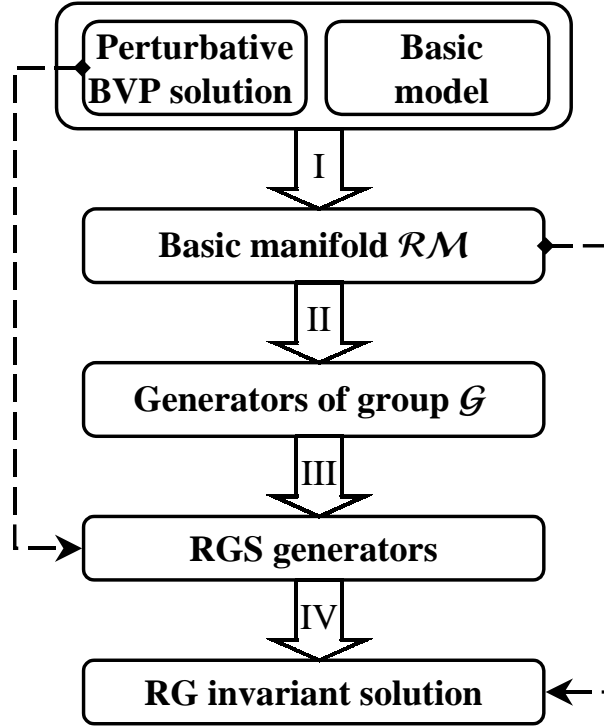 Perturbative
BVP solution
Basic
model
I
Basic manifold ℛℳ
II
Generators of group 𝒢
III
RGS generators
IV
RG invariant solution